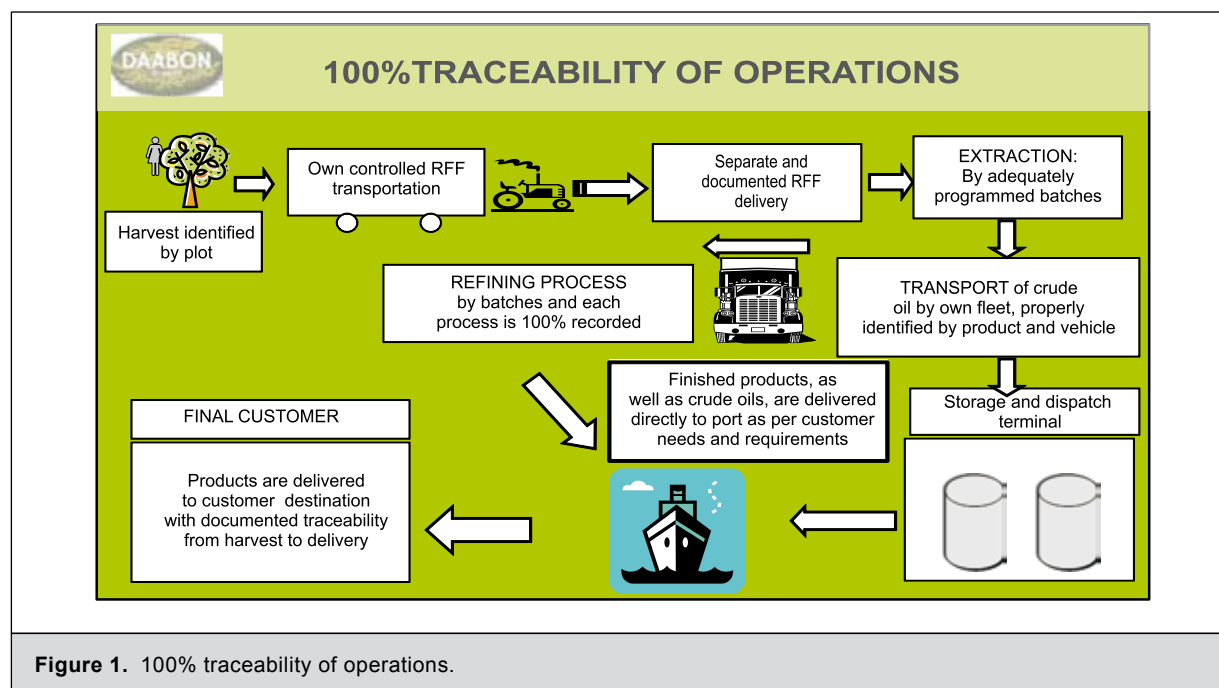 DAABON
100%TRACEABILITY OF OPERATIONS
Harvest identified
by plot
Own controlled RFF
transportation
Separate and
documented RFF
delivery
EXTRACTION:
By adequately
programmed batches
TRANSPORT of crude
oil by own fleet, properly
identified by product and vehicle
REFINING PROCESS
by batches and each
process is 100% recorded
Finished products, as
well as crude oils, are delivered
directly to port as per customer
needs and requirements
Storage and dispatch
terminal
FINAL CUSTOMER
Products are delivered
to customer destination
with documented traceability
from harvest to delivery
Figure 1. 100% traceability of operations.